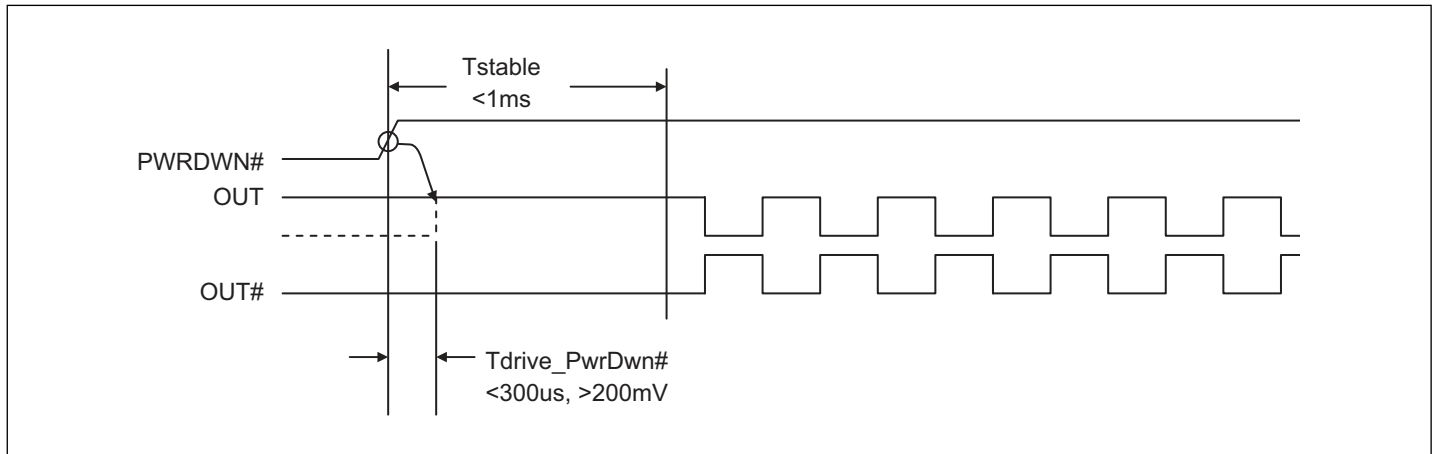 Tstable
<1ms
PWRDWN#
OUT
OUT#
Tdrive_PwrDwn#
<300us, >200mV